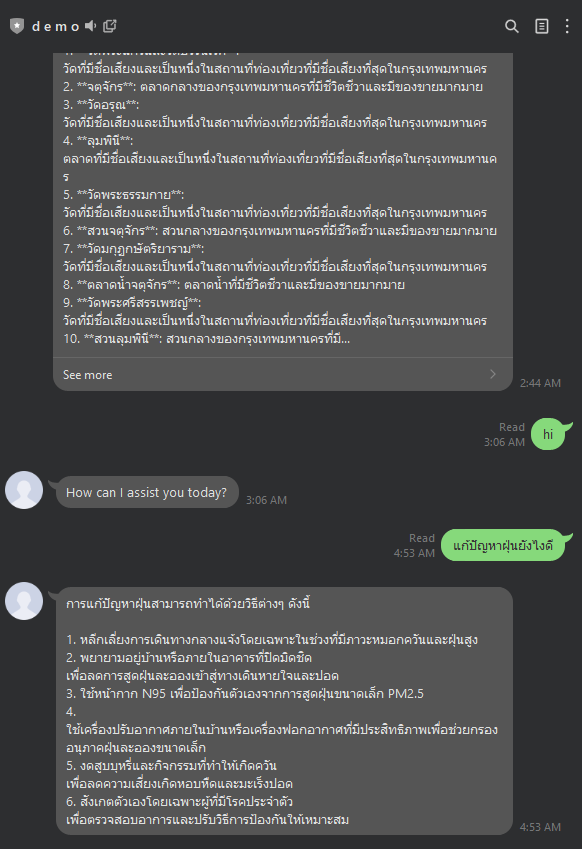 demo
วัดที่มีชื่อเสียงและเป็นหนึ่งในสถานที่ท่องเที่ยวที่มีชื่อเสียงที่สุดในกรุงเทพมหานคร
2. **จตุจักร**: ตลาดกลางของกรุงเทพมหานครที่มีชีวิตชีวาและมีของขายมากมาย
3. **วัดอรุณ**:
วัดที่มีชื่อเสียงและเป็นหนึ่งในสถานที่ท่องเที่ยวที่มีชื่อเสียงที่สุดในกรุงเทพมหานคร
4. **ลุมพินี**:
ตลาดที่มีชื่อเสียงและเป็นหนึ่งในสถานที่ท่องเที่ยวที่มีชื่อเสียงที่สุดในกรุงเทพมหานค
ร
5. **วัดพระธรรมกาย**:
วัดที่มีชื่อเสียงและเป็นหนึ่งในสถานที่ท่องเที่ยวที่มีชื่อเสียงที่สุดในกรุงเทพมหานคร
6. **สวนจตุจักร**: สวนกลางของกรุงเทพมหานครที่มีชีวิตชีวาและมีของขายมากมาย
7. **วัดมกุฏกษัตริยาราม**:
วัดที่มีชื่อเสียงและเป็นหนึ่งในสถานที่ท่องเที่ยวที่มีชื่อเสียงที่สุดในกรุงเทพมหานคร
8. **ตลาดน้ำจตุจักร**: ตลาดน้ำที่มีชีวิตชีวาและมีของขายมากมาย
9. **วัดพระศรีสรรเพชญ์**:
วัดที่มีชื่อเสียงและเป็นหนึ่งในสถานที่ท่องเที่ยวที่มีชื่อเสียงที่สุดในกรุงเทพมหานคร
10. **สวนลุมพินี**: สวนกลางของกรุงเทพมหานครที่มี...
See more
2:44 AM
Read
3:06 AM
hi
How can I assist you today?
3:06 AM
Read
4:53 AM
แก้ปัญหาฝุ่นยังไงดี
การแก้ปัญหาฝุ่นสามารถทำได้ด้วยวิธีต่างๆ ดังนี้
1. หลีกเลี่ยงการเดินทางกลางแจ้งโดยเฉพาะในช่วงที่มีภาวะหมอกควันและฝุ่นสูง
2. พยายามอยู่บ้านหรือภายในอาคารที่ปิดมิดชิด
เพื่อลดการสูดฝุ่นละอองเข้าสู่ทางเดินหายใจและปอด
3. ใช้หน้ากาก N95 เพื่อป้องกันตัวเองจากการสูดฝุ่นขนาดเล็ก PM2.5
4.
ใช้เครื่องปรับอากาศภายในบ้านหรือเครื่องฟอกอากาศที่มีประสิทธิภาพเพื่อช่วยกรอง
อนุภาคฝุ่นละอองขนาดเล็ก
5. งดสูบบุหรี่และกิจกรรมที่ทำให้เกิดควัน
เพื่อลดความเสี่ยงเกิดหอบหืดและมะเร็งปอด
6. สังเกตตัวเองโดยเฉพาะผู้ที่มีโรคประจำตัว
เพื่อตรวจสอบอาการและปรับวิธีการป้องกันให้เหมาะสม
4:53 AM